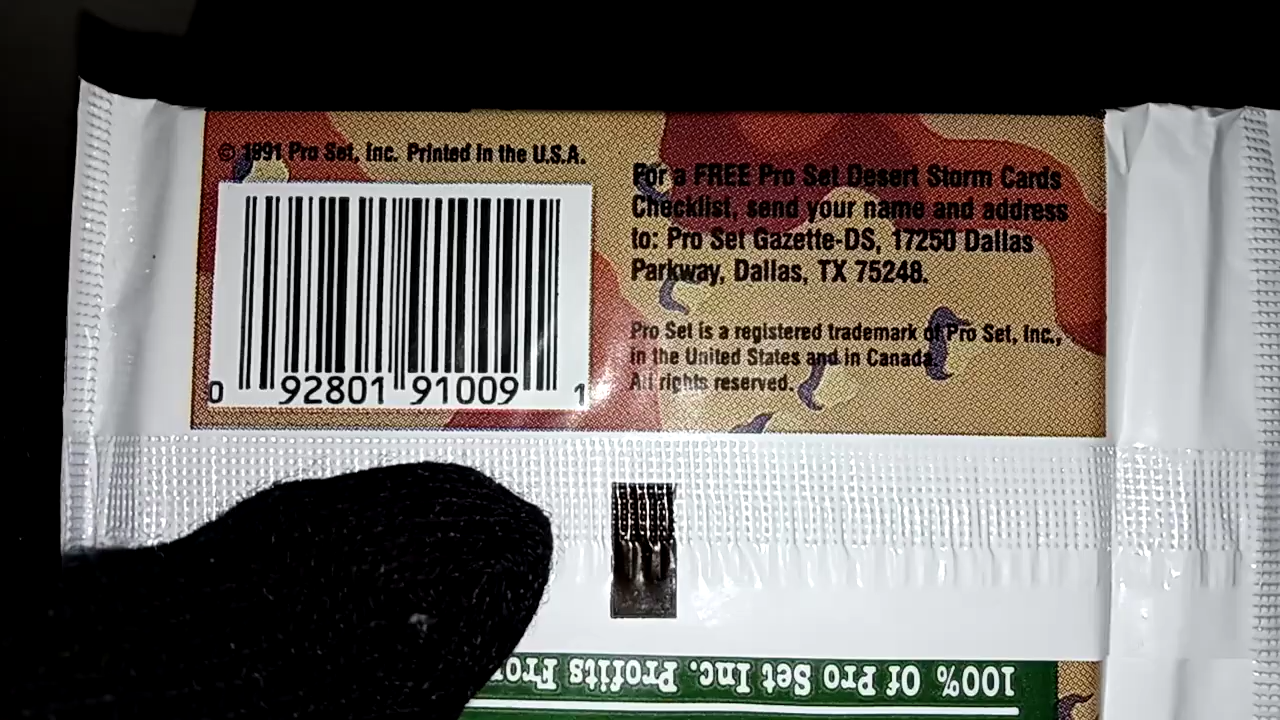 © 1991 Pro Set, Inc. Printed in the U.S.A.
0 92801 91009 1
For a FREE Pro Set Desert Storm Cards
Checklist, send your name and address
to: Pro Set Gazette-DS, 17250 Dallas
Parkway, Dallas, TX 75248.
Pro Set is a registered trademark of Pro Set, Inc.,
in the United States and in Canada.
All rights reserved.
100% Of Pro Set Inc. Profits